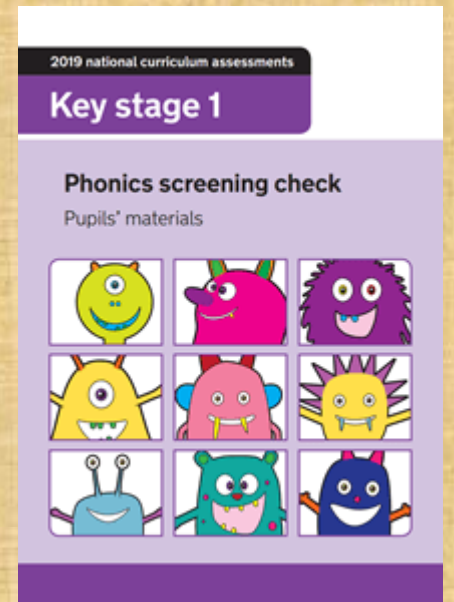 2019 national curriculum assessments
Key stage 1
Phonics screening check
Pupils’ materials